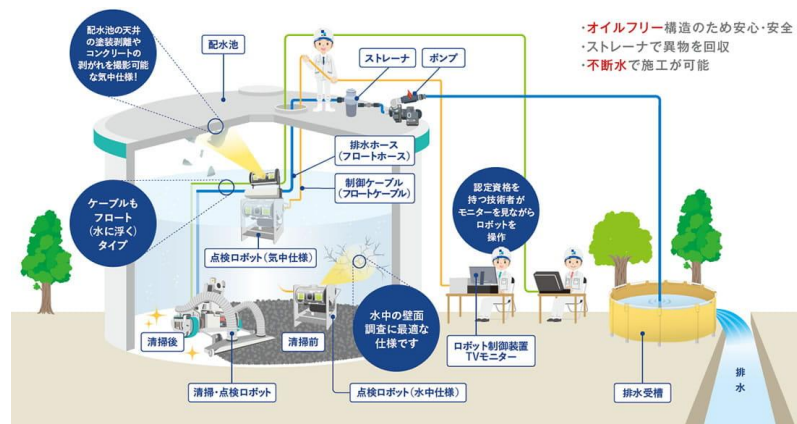 ・オイルフリー構造のため安心・安全
・ストレーナで異物を回収
・不断水で施工が可能
配水池の天井
の塗装剥離や
コンクリートの
剥がれを撮影可能
な気中仕様!
配水池
ストレーナ
ポンプ
排水ホース
(フロートホース)
制御ケーブル
(フロートケーブル)
ケーブルも
フロート
(水に浮く)
タイプ
点検ロボット(気中仕様)
認定資格を
持つ技術者が
モニターを見ながら
ロボットを
操作
水中の壁面
調査に最適な
仕様です
清掃後
清掃前
清掃・点検ロボット
点検ロボット(水中仕様)
ロボット制御装置
TVモニター
排水受槽
排水